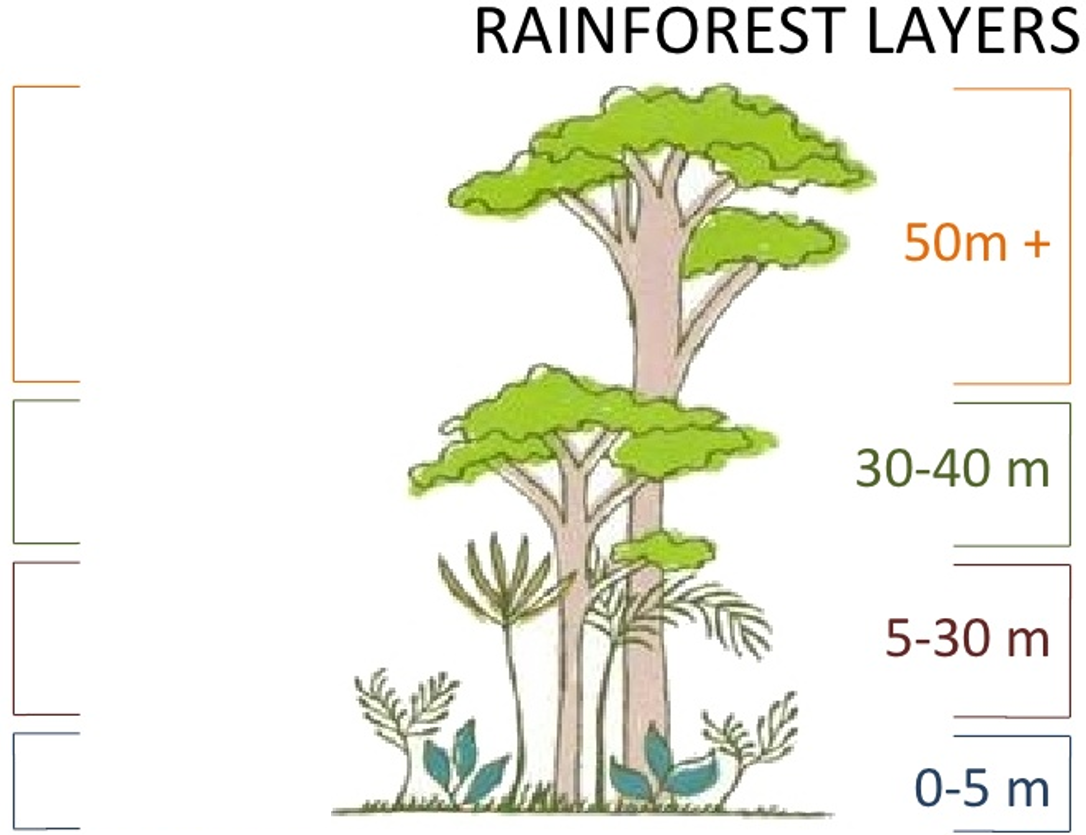 RAINFOREST LAYERS
50m +
30-40 m
5-30 m
0-5 m